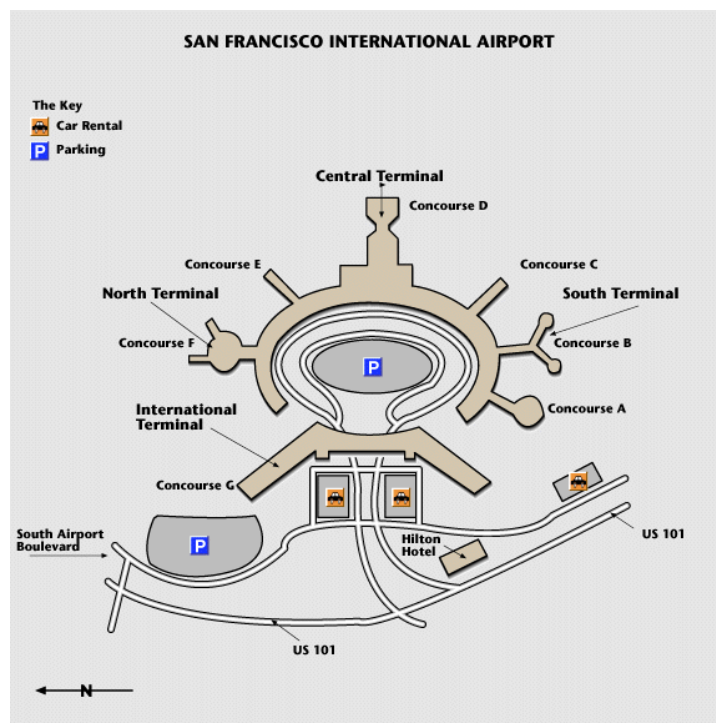 SAN FRANCISCO INTERNATIONAL AIRPORT
The Key
Car Rental
P Parking
Central Terminal
Concourse D
Concourse E
Concourse C
North Terminal
South Terminal
Concourse F
Concourse B
P
International
Terminal
Concourse A
Concourse G
South Airport
Boulevard
P
Hilton
Hotel
US 101
US 101
N